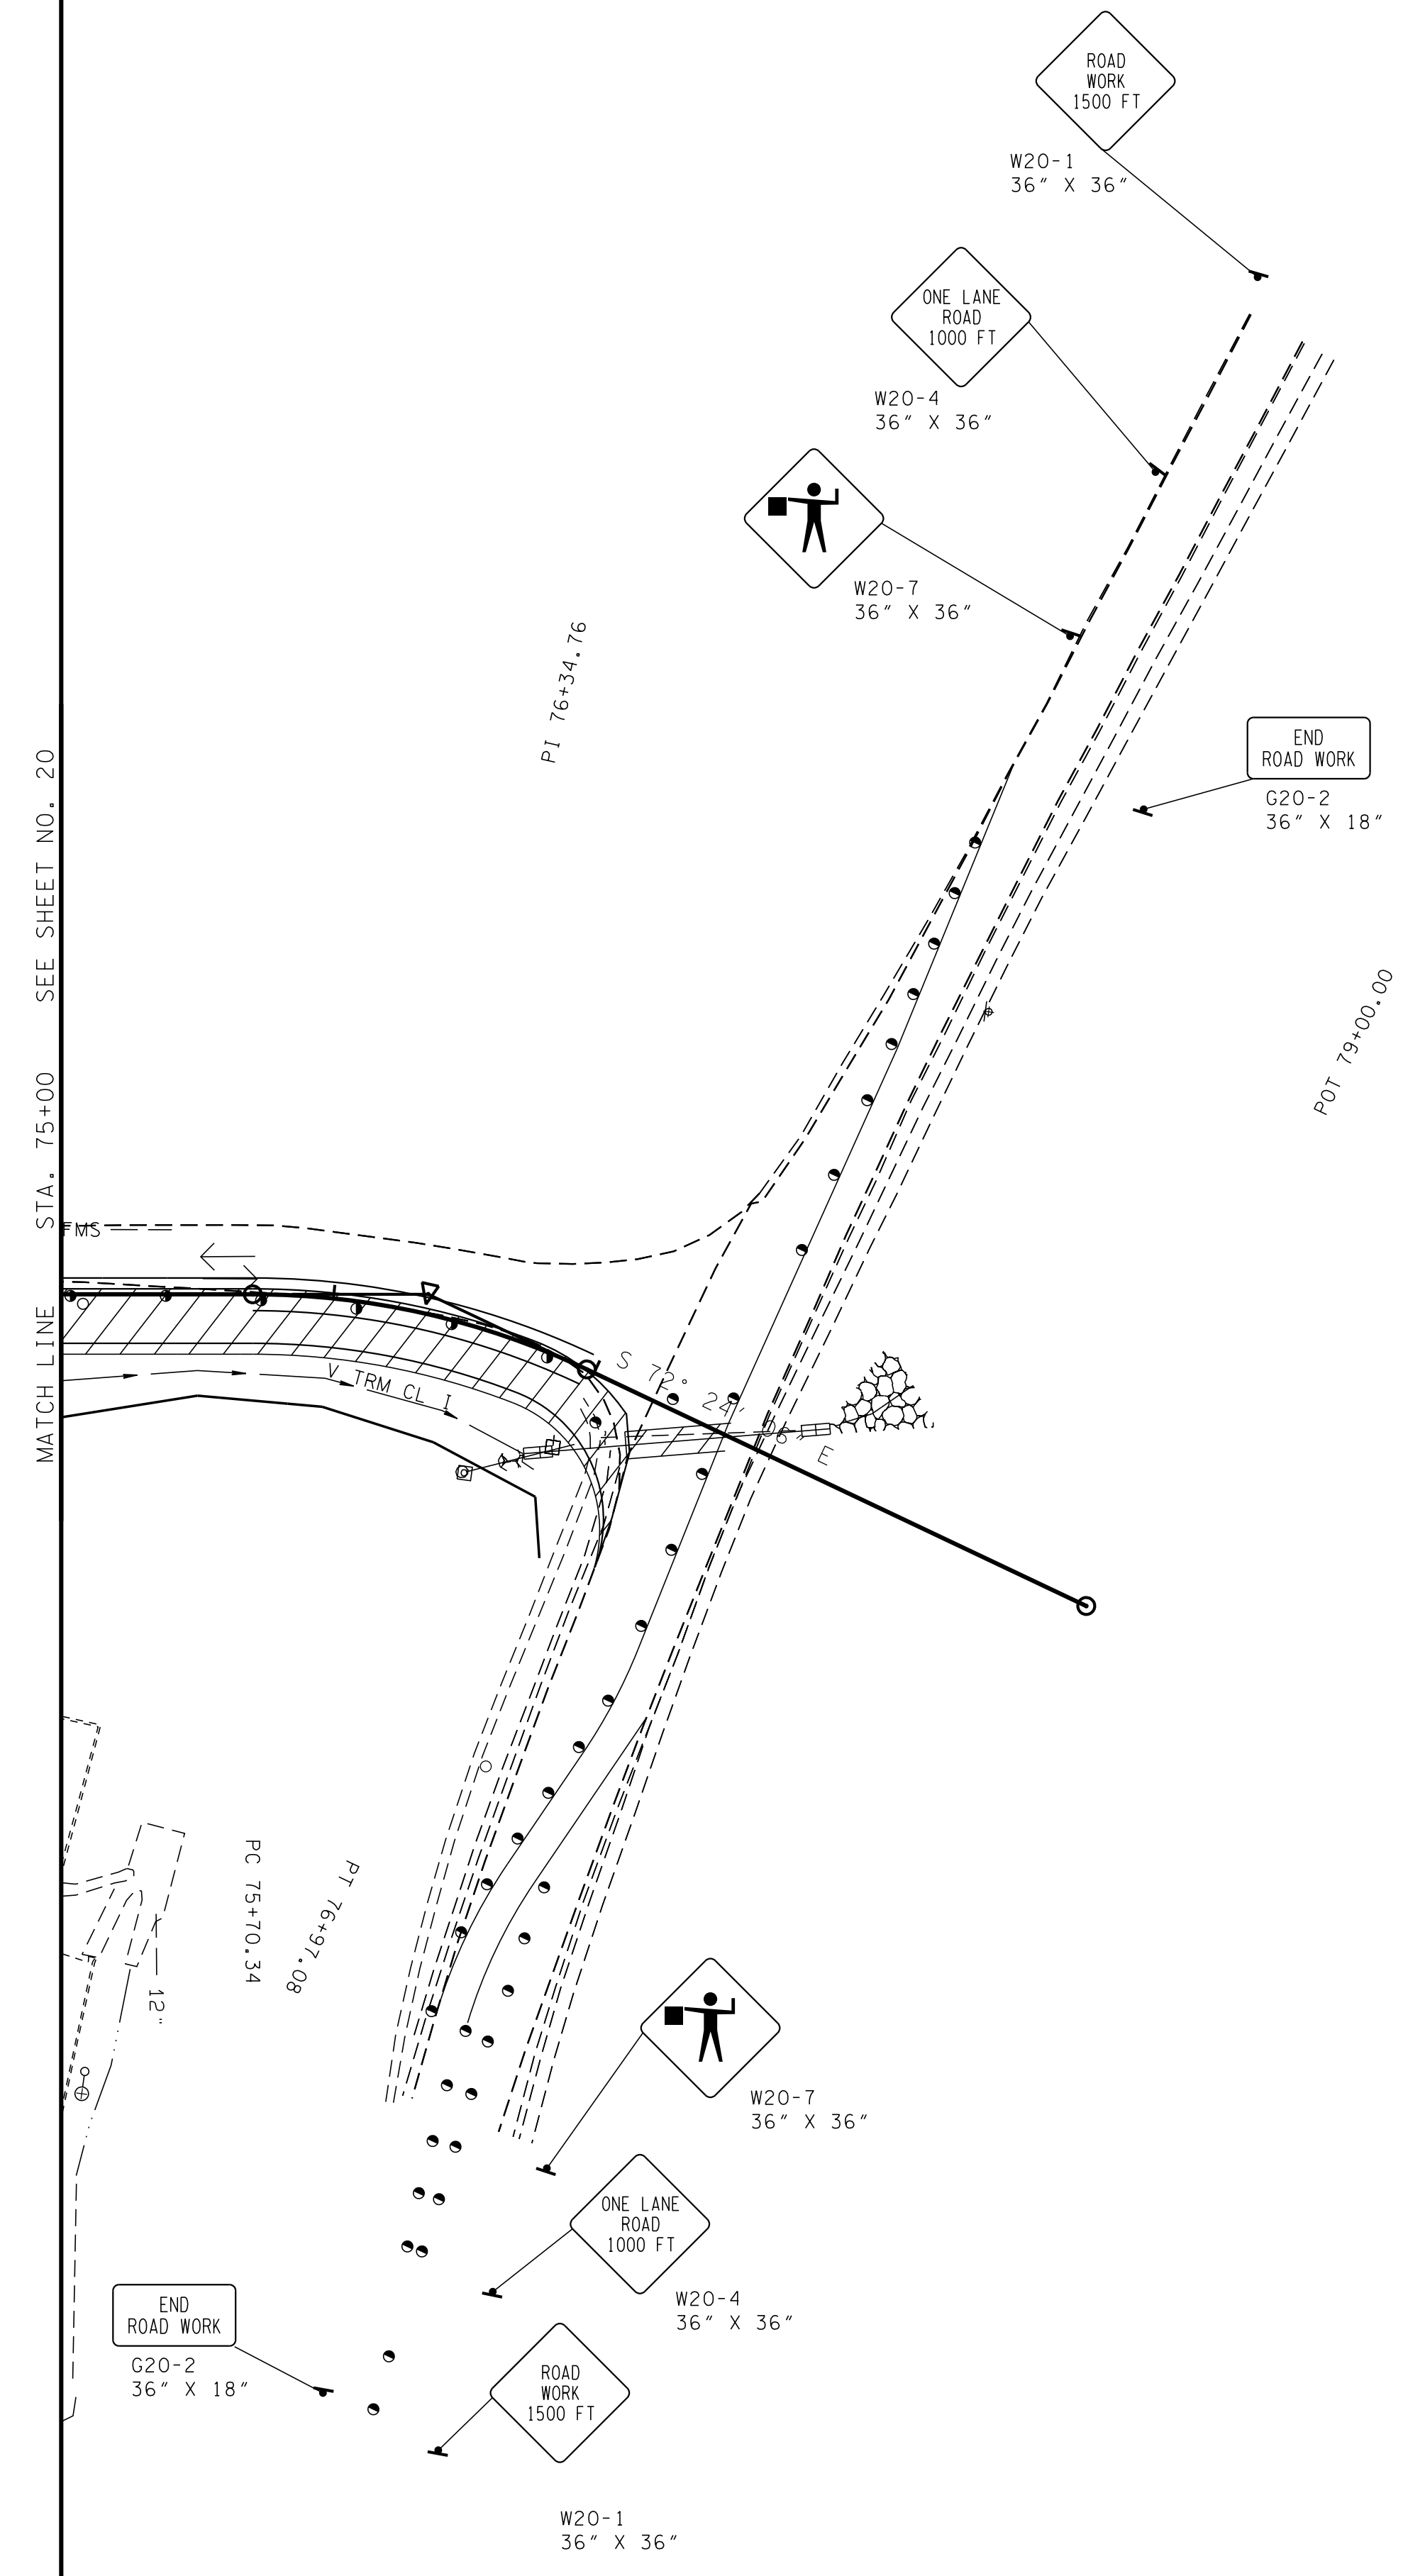 ROAD
WORK
1500 FT
W20-1
36" X 36"
ONE LANE
ROAD
1000 FT
W20-4
36" X 36"
W20-7
36" X 36"
PI 76+34.76
END
ROAD WORK
G20-2
36" X 18"
POT 79+00.00
MATCH LINE STA. 75+00 SEE SHEET NO. 20
FMS
V TRM CL I
S 72° 24' 06" E
PC 75+70.34
PT 76+97.08
12"
W20-7
36" X 36"
ONE LANE
ROAD
1000 FT
W20-4
36" X 36"
END
ROAD WORK
G20-2
36" X 18"
ROAD
WORK
1500 FT
W20-1
36" X 36"